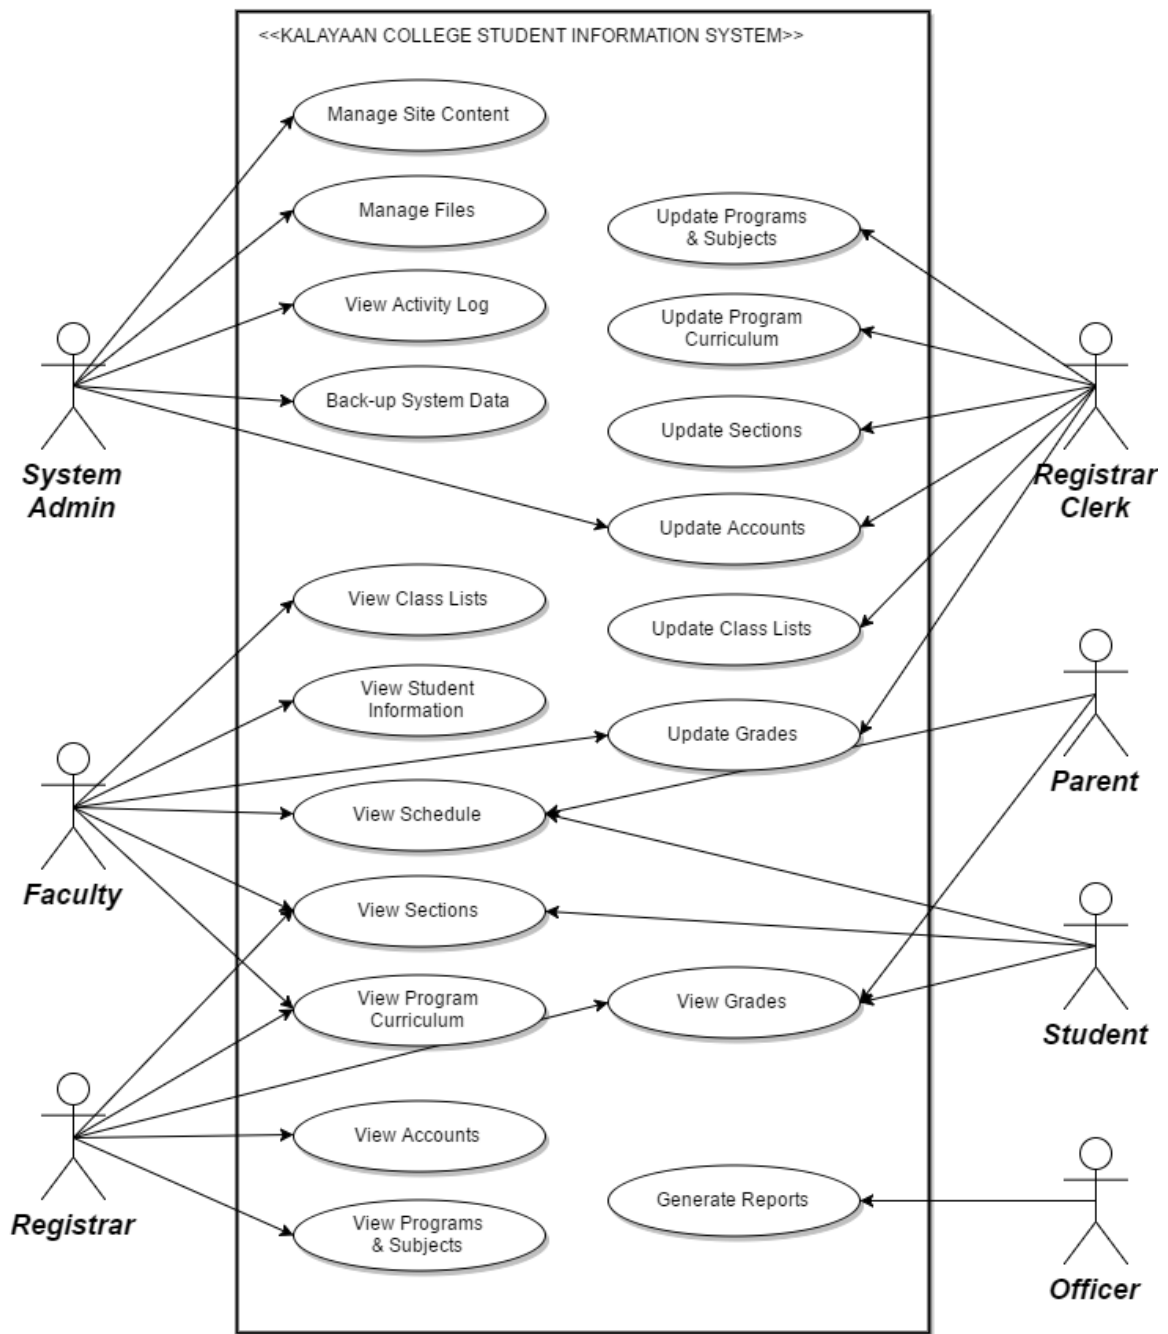 <<KALAYAAN COLLEGE STUDENT INFORMATION SYSTEM>>
Manage Site Content
Manage Files
Update Programs
& Subjects
View Activity Log
Update Program
Curriculum
Back-up System Data
Update Sections
System
Admin
Registrar
Clerk
Update Accounts
View Class Lists
Update Class Lists
View Student
Information
Update Grades
Parent
View Schedule
Faculty
View Sections
View Program
Curriculum
View Grades
Student
View Accounts
Registrar
Generate Reports
View Programs
& Subjects
Officer